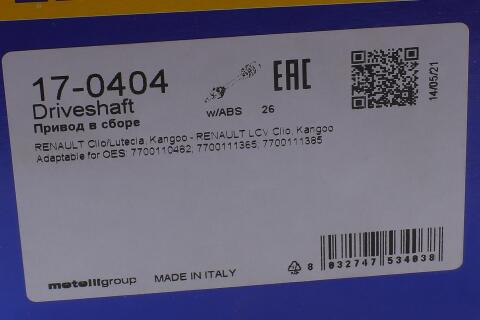 17-0404
Driveshaft
Привод в сборе
w/ABS 26
EAC
14/05/21
RENAULT Clio/Lutecia, Kangoo - RENAULT LCV Clio, Kangoo
Adaptable for OES: 7700110462; 7700111365; 7700111385
metelligroup
MADE IN ITALY
8 032747 534038